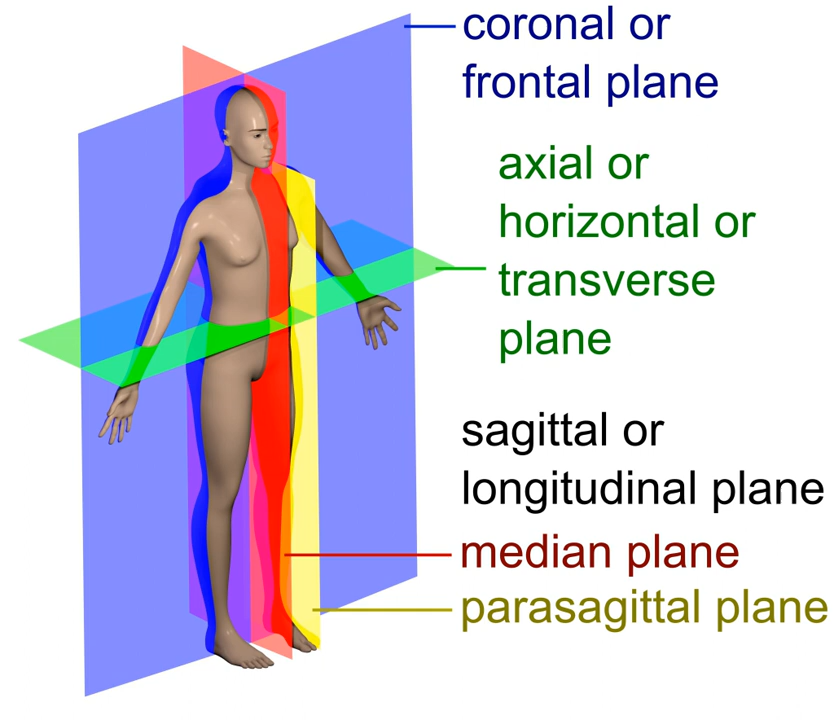 coronal or
frontal plane
axial or
horizontal or
transverse
plane
sagittal or
longitudinal plane
median plane
parasagittal plane